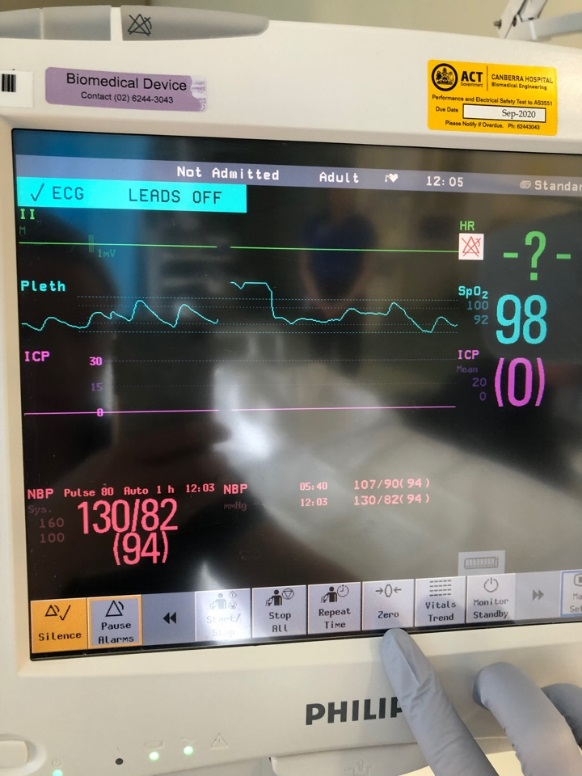 Biomedical Device
Contact (02) 6244-3043
ACT
Government
CANBERRA HOSPITAL
Biomedical Engineering
Performance and Electrical Safety Test to AS3551
Due Date Sep-2020
Please Notify if Overdue. Ph: 62443043
Not Admitted Adult 12:05 Standar
√ ECG LEADS OFF
II
M
1mV
HR
-?-
Pleth
SpO₂
100
92
98
ICP
30
15
0
ICP
Mean
20
0
(0)
NBP Pulse 80 Auto 1 h 12:03 NBP
Sys.
160
100
130/82
(94)
mmHg
05:40 107/90(94)
12:03 130/82(94)
Silence
Pause
Alarms
Start/
Stop
Stop
All
Repeat
Time
→0←
Zero
Vitals
Trend
Monitor
Standby
PHILIP